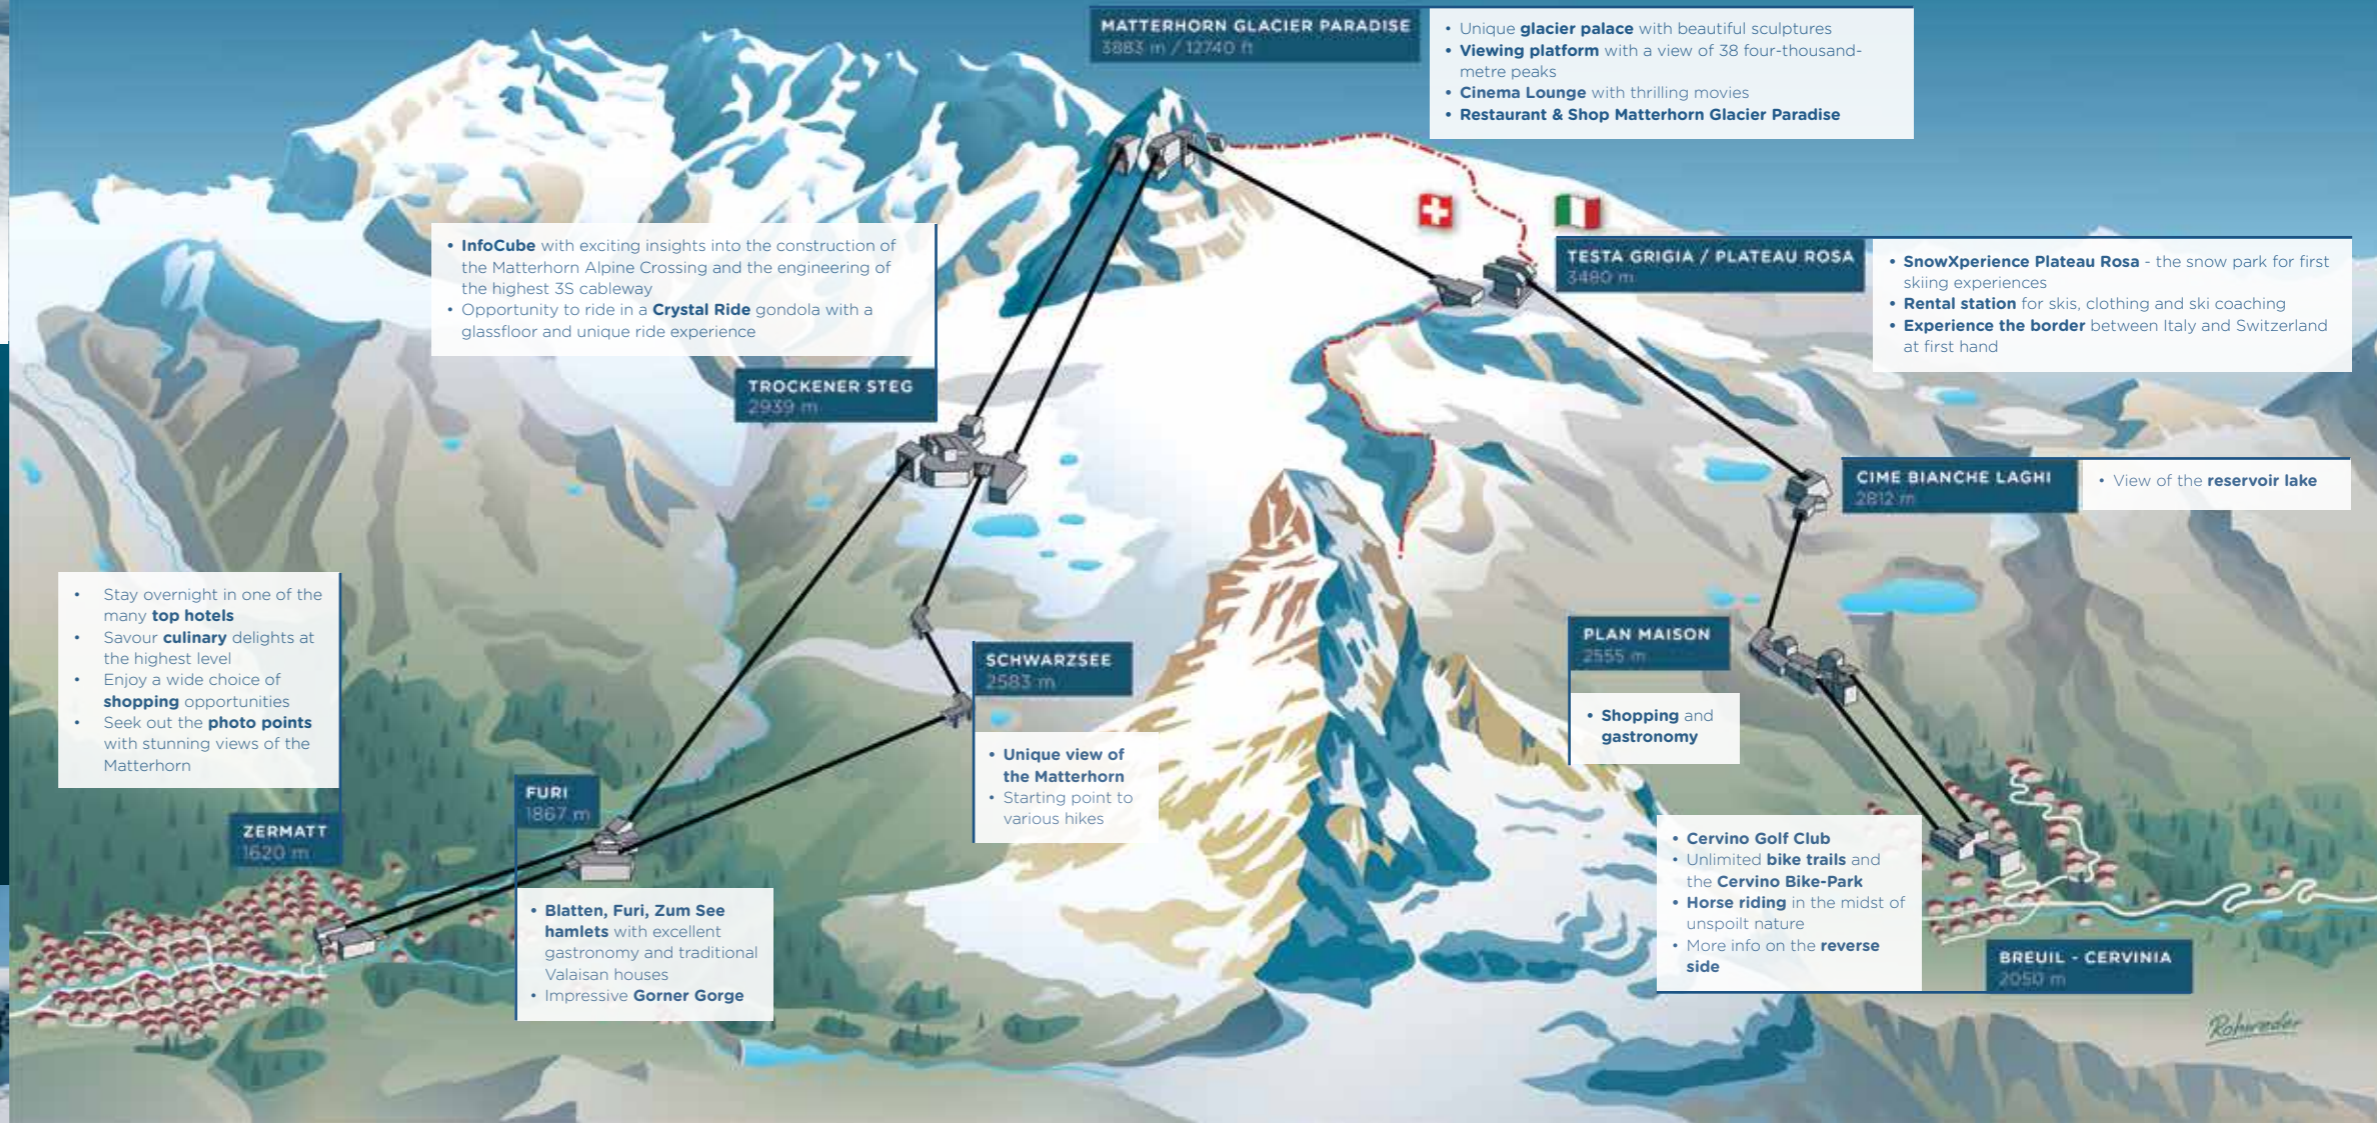 MATTERHORN GLACIER PARADISE
3883 m / 12740 ft
• Unique glacier palace with beautiful sculptures
• Viewing platform with a view of 38 four-thousand-
metre peaks
• Cinema Lounge with thrilling movies
• Restaurant & Shop Matterhorn Glacier Paradise
• InfoCube with exciting insights into the construction of
the Matterhorn Alpine Crossing and the engineering of
the highest 3S cableway
• Opportunity to ride in a Crystal Ride gondola with a
glassfloor and unique ride experience
TROCKENER STEG
2939 m
TESTA GRIGIA / PLATEAU ROSA
3480 m
• SnowXperience Plateau Rosa - the snow park for first
skiing experiences
• Rental station for skis, clothing and ski coaching
• Experience the border between Italy and Switzerland
at first hand
CIME BIANCHE LAGHI
2812 m
• View of the reservoir lake
• Stay overnight in one of the
many top hotels
• Savour culinary delights at
the highest level
• Enjoy a wide choice of
shopping opportunities
• Seek out the photo points
with stunning views of the
Matterhorn
ZERMATT
1620 m
FURI
1867 m
• Blatten, Furi, Zum See
hamlets with excellent
gastronomy and traditional
Valaisan houses
• Impressive Gorner Gorge
SCHWARZSEE
2583 m
• Unique view of
the Matterhorn
• Starting point to
various hikes
PLAN MAISON
2555 m
• Shopping and
gastronomy
• Cervino Golf Club
• Unlimited bike trails and
the Cervino Bike-Park
• Horse riding in the midst of
unspoilt nature
• More info on the reverse
side
BREUIL - CERVINIA
2050 m
Rohweder